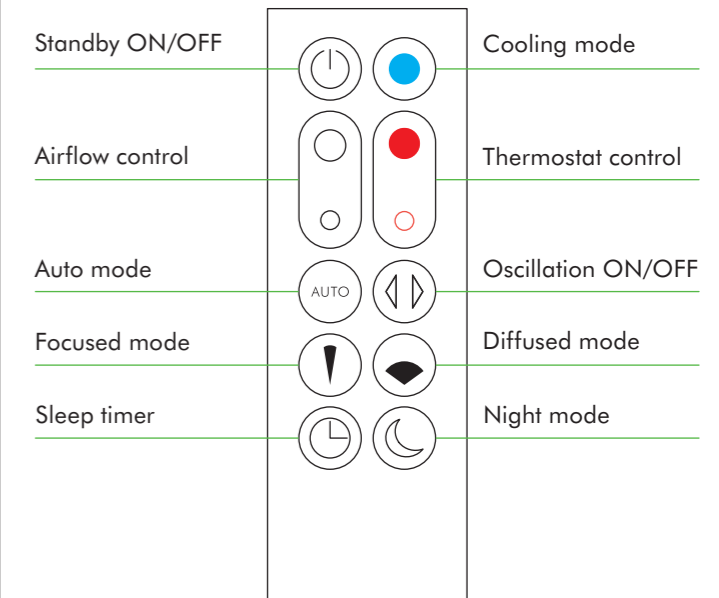 Standby ON/OFF
Cooling mode
Airflow control
Thermostat control
Auto mode
AUTO
Oscillation ON/OFF
Focused mode
Diffused mode
Sleep timer
Night mode